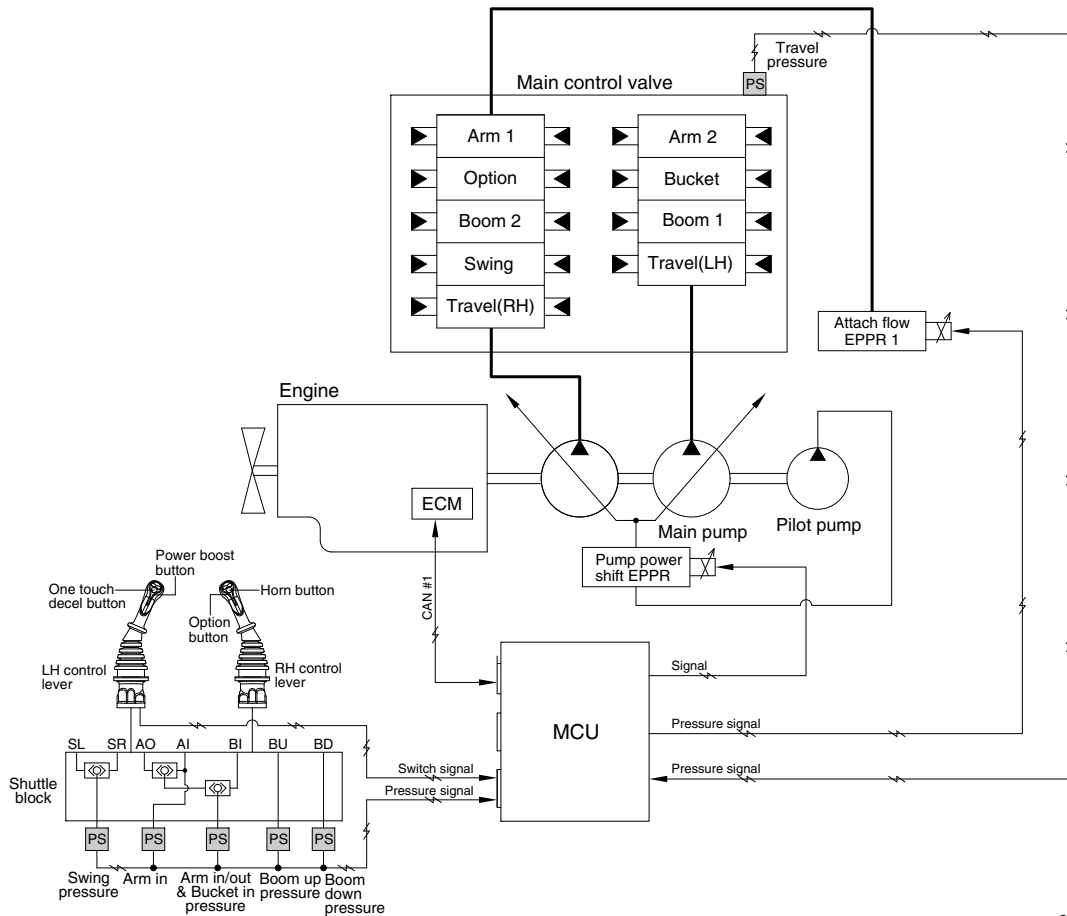 Travel
pressure
PS
Main control valve
Arm 1
Option
Boom 2
Swing
Travel(RH)
Arm 2
Bucket
Boom 1
Travel(LH)
Attach flow
EPPR 1
Engine
ECM
Main pump
Pilot pump
Pump power
shift EPPR
CAN #1
Power boost
button
One touch
decel button
Horn button
Option
button
LH control
lever
RH control
lever
MCU
Signal
Pressure signal
Pressure signal
Switch signal
Pressure signal
SL SR AO AI BI BU BD
Shuttle
block
PS PS PS PS PS
Swing
pressure
Arm in
Arm in/out
& Bucket in
pressure
Boom up
pressure
Boom
down
pressure